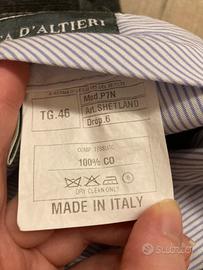 A D'ALTIERI
Mod.P7N
TG.46
Art.SHETLAND
Drop.6
COMP. TESSUTO:
100% CO
DRY CLEAN ONLY
MADE IN ITALY
Subito